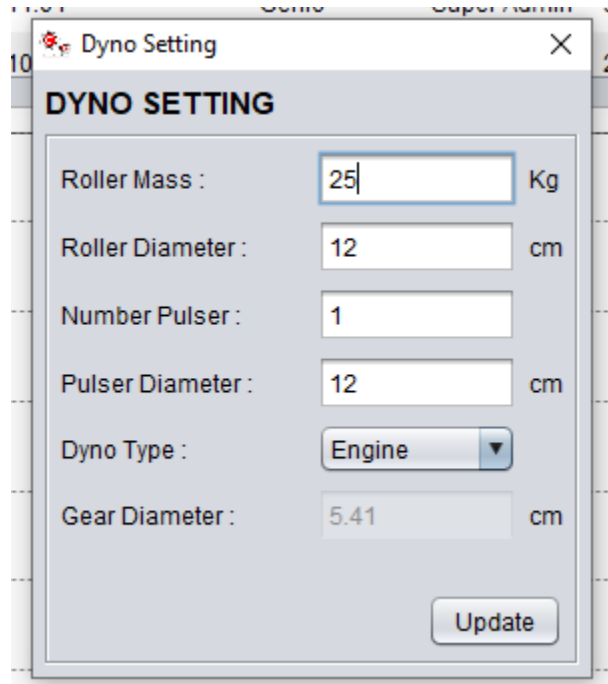 Dyno Setting
10
DYNO SETTING
Roller Mass : 25 Kg
Roller Diameter : 12 cm
Number Pulser : 1
Pulser Diameter : 12 cm
Dyno Type : Engine
Gear Diameter : 5.41 cm
Update